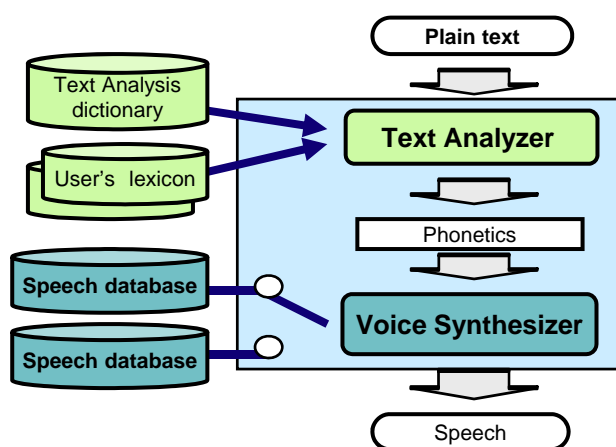 Plain text
Text Analysis
dictionary
Text Analyzer
User's lexicon
Phonetics
Speech database
Voice Synthesizer
Speech database
Speech